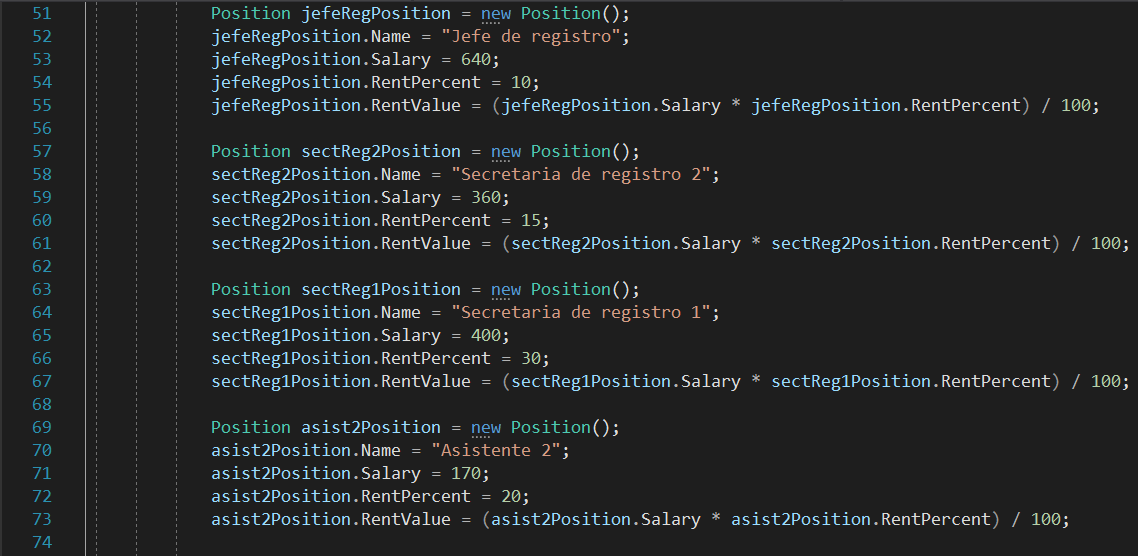 51 Position jefeRegPosition = new Position();
52 jefeRegPosition.Name = "Jefe de registro";
53 jefeRegPosition.Salary = 640;
54 jefeRegPosition.RentPercent = 10;
55 jefeRegPosition.RentValue = (jefeRegPosition.Salary * jefeRegPosition.RentPercent) / 100;
56
57 Position sectReg2Position = new Position();
58 sectReg2Position.Name = "Secretaria de registro 2";
59 sectReg2Position.Salary = 360;
60 sectReg2Position.RentPercent = 15;
61 sectReg2Position.RentValue = (sectReg2Position.Salary * sectReg2Position.RentPercent) / 100;
62
63 Position sectReg1Position = new Position();
64 sectReg1Position.Name = "Secretaria de registro 1";
65 sectReg1Position.Salary = 400;
66 sectReg1Position.RentPercent = 30;
67 sectReg1Position.RentValue = (sectReg1Position.Salary * sectReg1Position.RentPercent) / 100;
68
69 Position asist2Position = new Position();
70 asist2Position.Name = "Asistente 2";
71 asist2Position.Salary = 170;
72 asist2Position.RentPercent = 20;
73 asist2Position.RentValue = (asist2Position.Salary * asist2Position.RentPercent) / 100;
74